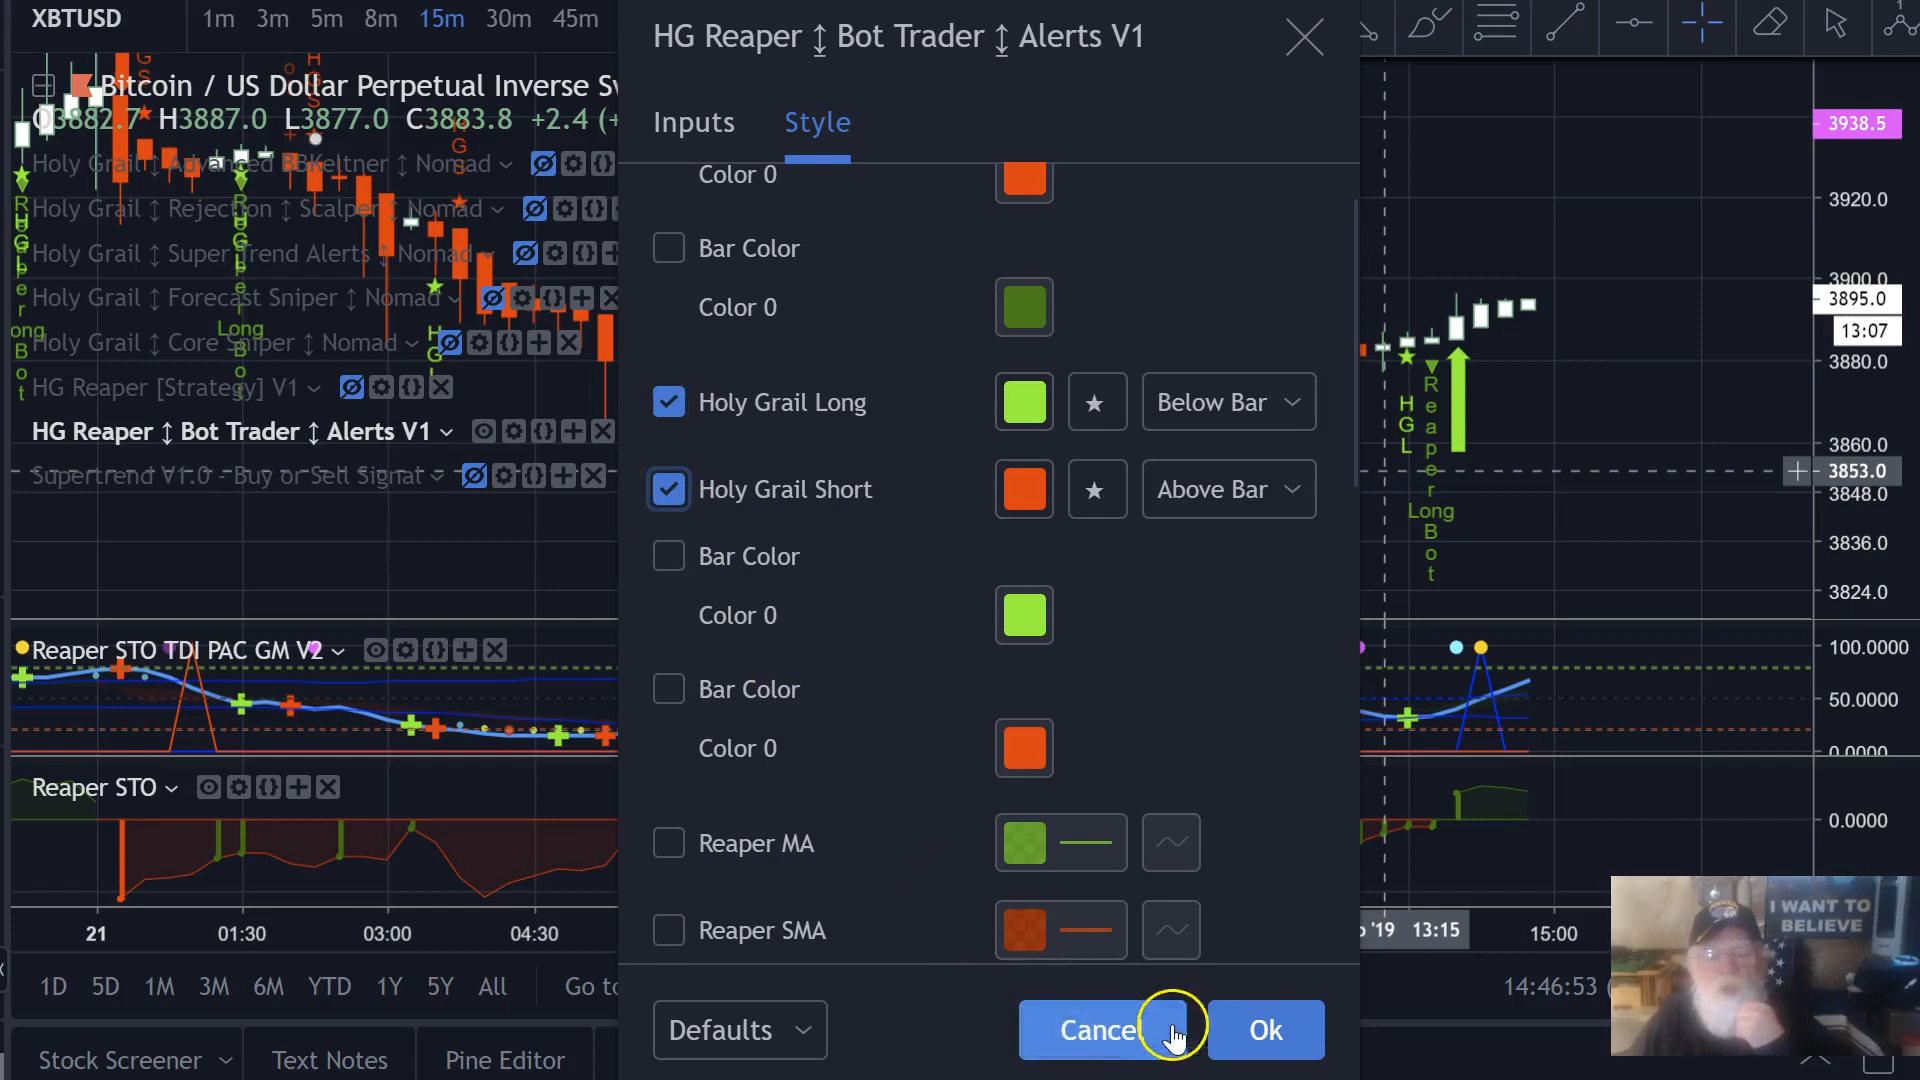 XBTUSD
1m 3m 5m 8m 15m 30m 45m
Bitcoin / US Dollar Perpetual Inverse Sw
O3882.7 H3887.0 L3877.0 C3883.8 +2.4 (+
Holy Grail ↕ Advanced BBKeltner ↕ Nomad
Holy Grail ↕ Rejection ↕ Scalper ↕ Nomad
Holy Grail ↕ Super Trend Alerts ↕ Nomad
Holy Grail ↕ Forecast Sniper ↕ Nomad
Holy Grail ↕ Core Sniper ↕ Nomad
HG Reaper [Strategy] V1
HG Reaper ↕ Bot Trader ↕ Alerts V1
Supertrend V1.0 - Buy or Sell Signal
Long
Reaper STO TDI PAC GM V2
Reaper STO
21 01:30 03:00 04:30
1D 5D 1M 3M 6M YTD 1Y 5Y All Go to
Stock Screener Text Notes Pine Editor
HG Reaper ↕ Bot Trader ↕ Alerts V1
Inputs Style
Color 0
Bar Color
Color 0
Holy Grail Long Below Bar
Holy Grail Short Above Bar
Bar Color
Color 0
Bar Color
Color 0
Reaper MA
Reaper SMA
Defaults Cancel Ok
HGL
Reaper
Long
Bot
3938.5
3920.0
3900.0
3895.0
13:07
3880.0
3860.0
3853.0
3848.0
3836.0
3824.0
100.0000
50.0000
0.0000
0.0000
'19 13:15 15:00
14:46:53 (
I WANT TO
BELIEVE